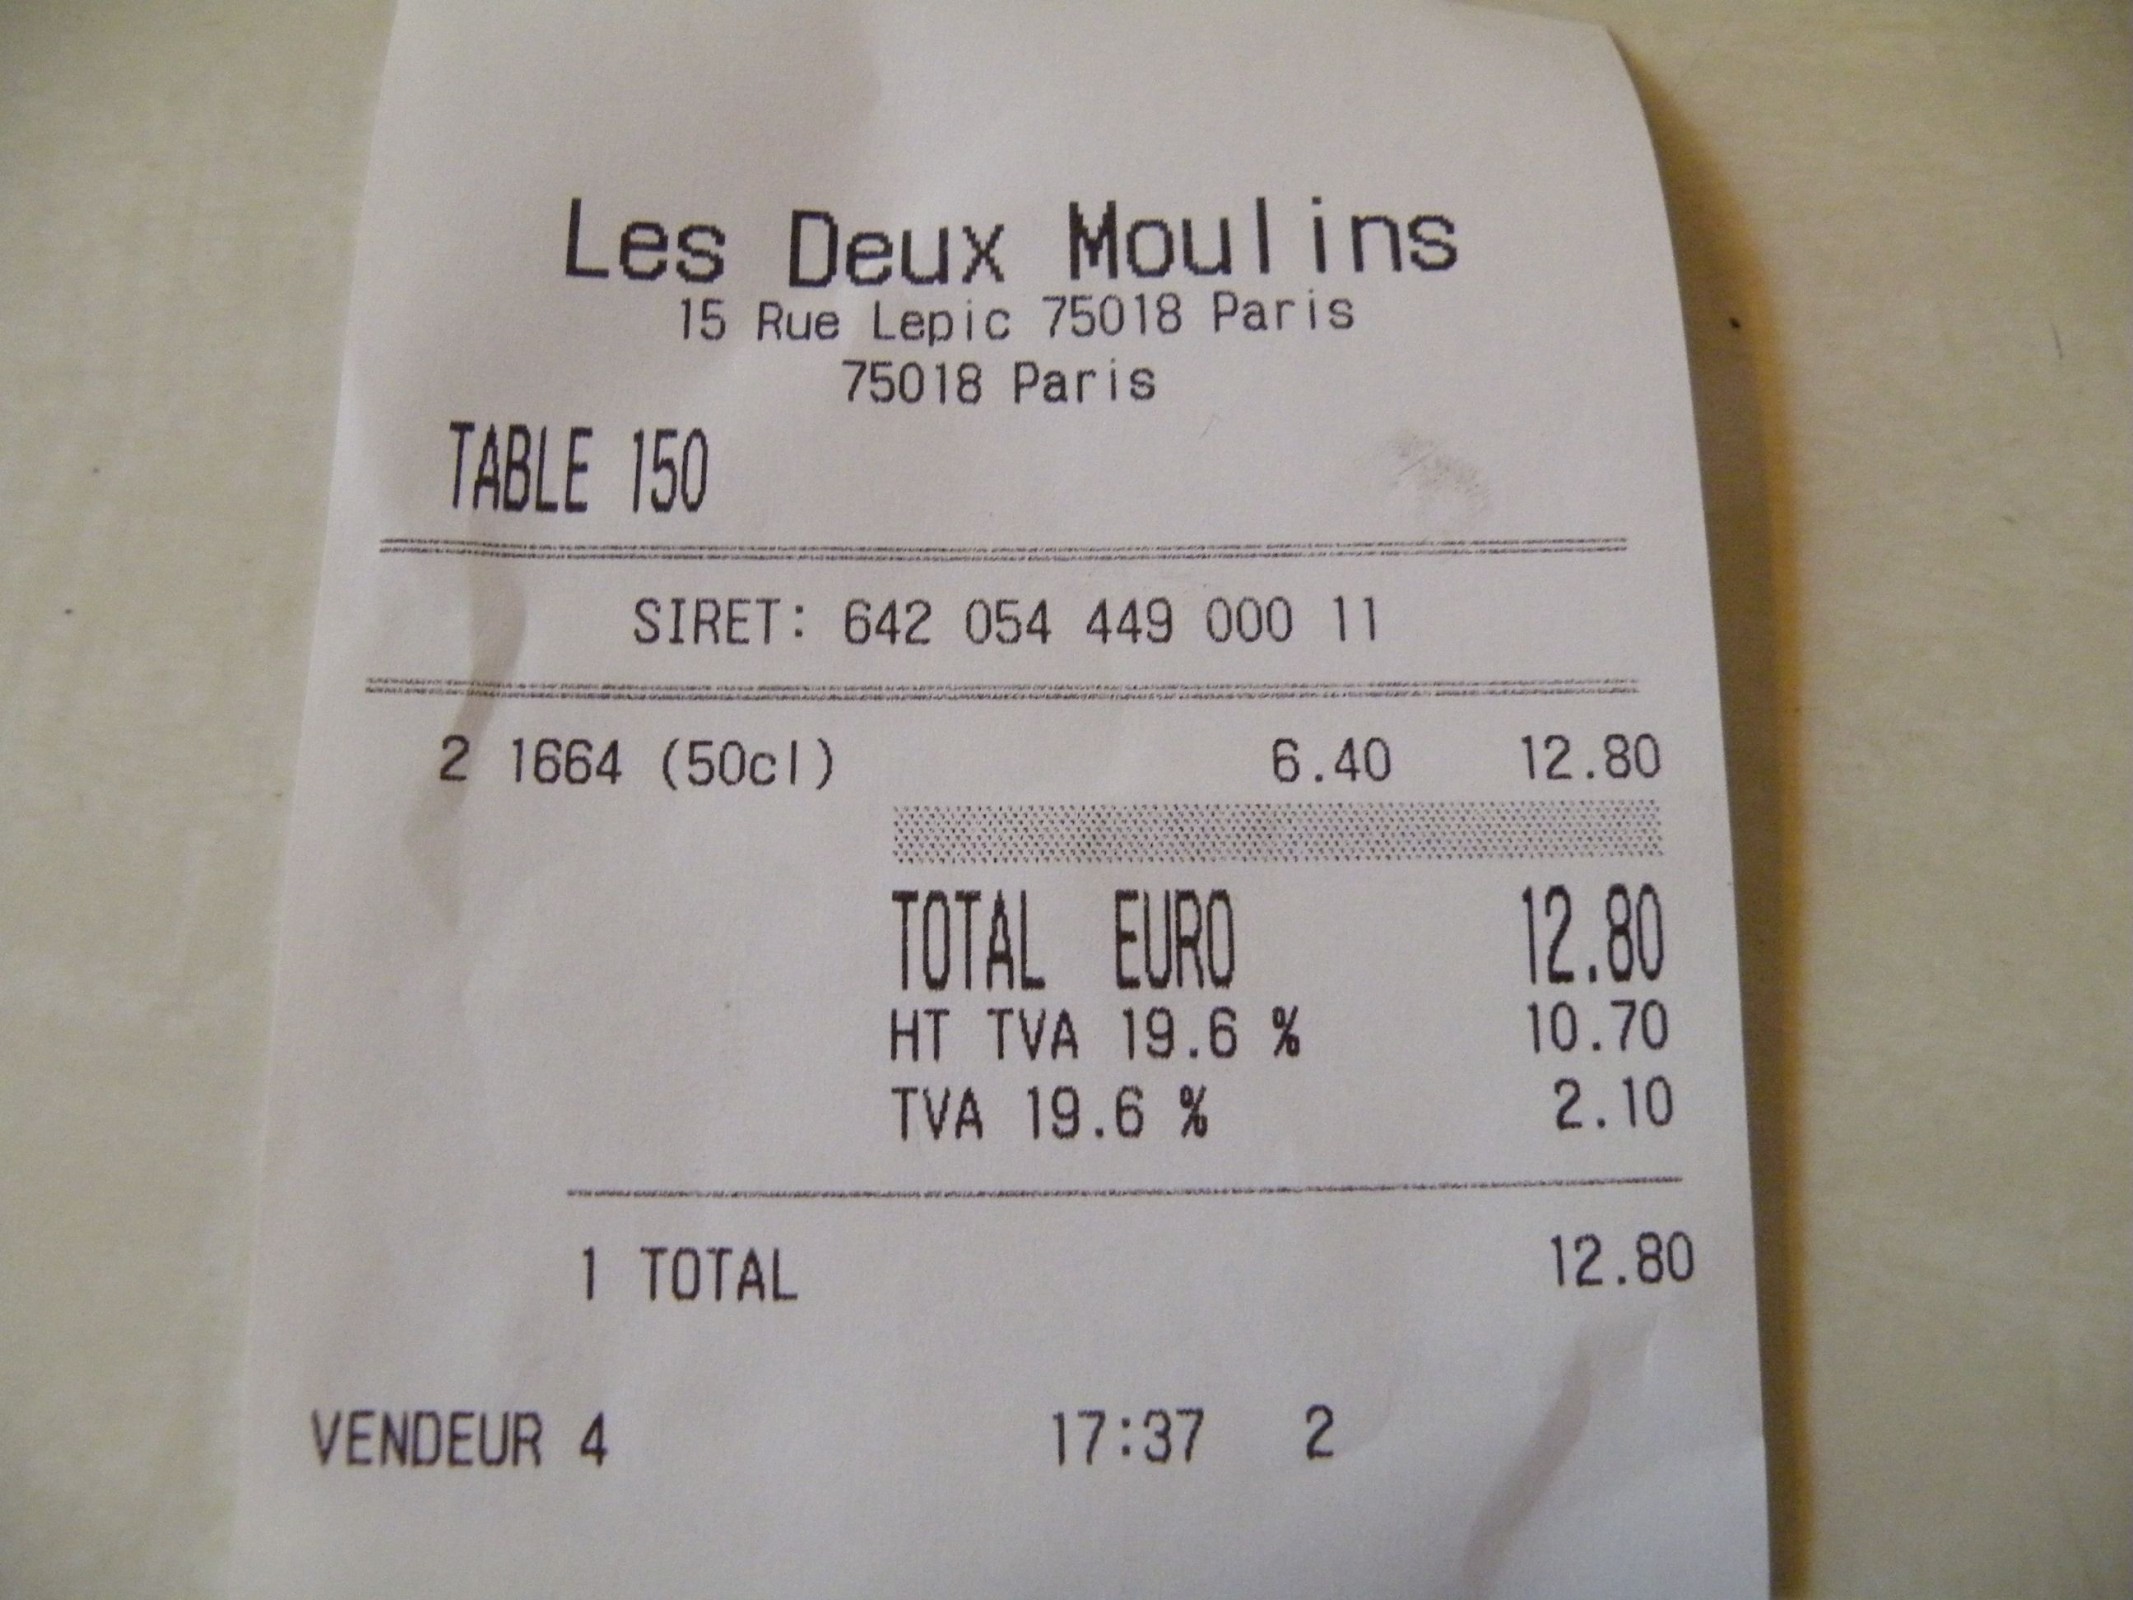 Les Deux Moulins
15 Rue Lepic 75018 Paris
75018 Paris
TABLE 150
SIRET: 642 054 449 000 11
2 1664 (50cl) 6.40 12.80
TOTAL EURO 12.80
HT TVA 19.6 % 10.70
TVA 19.6 % 2.10
1 TOTAL 12.80
VENDEUR 4 17:37 2